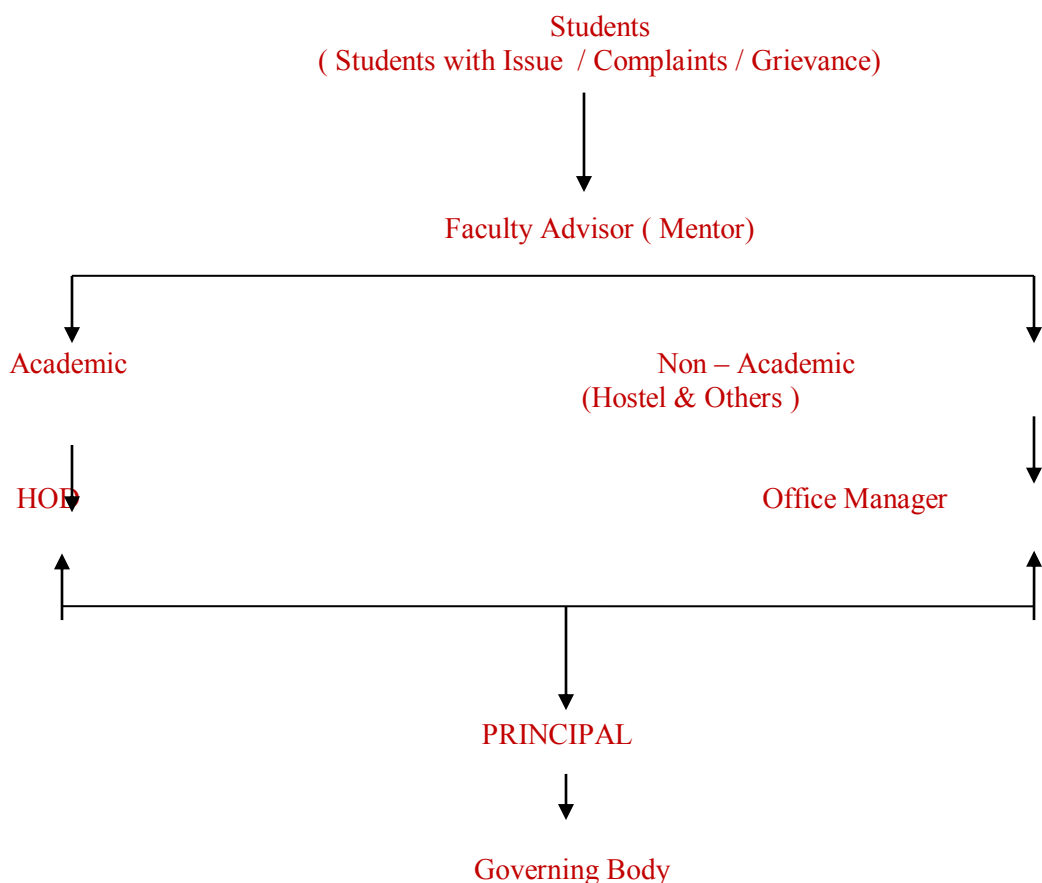 Students
( Students with Issue / Complaints / Grievance)
Faculty Advisor ( Mentor)
Academic
Non – Academic
(Hostel & Others )
HOD
Office Manager
PRINCIPAL
Governing Body